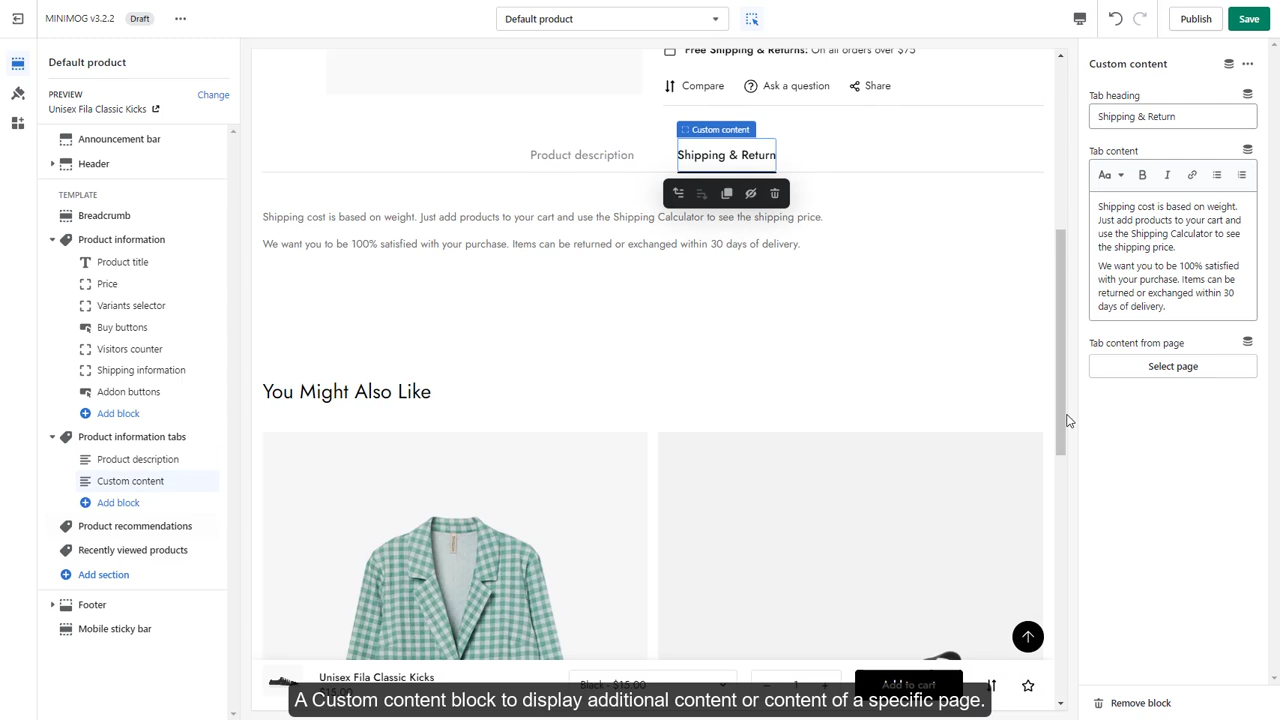 MINIMOG v3.2.2 Draft
Default product
Publish
Save
Default product
PREVIEW
Unisex Fila Classic Kicks
Change
Announcement bar
Header
TEMPLATE
Breadcrumb
Product information
Product title
Price
Variants selector
Buy buttons
Visitors counter
Shipping information
Addon buttons
Add block
Product information tabs
Product description
Custom content
Add block
Product recommendations
Recently viewed products
Add section
Footer
Mobile sticky bar
Free Shipping & Returns: On all orders over $75
Compare Ask a question Share
Custom content
Product description Shipping & Return
Shipping cost is based on weight. Just add products to your cart and use the Shipping Calculator to see the shipping price.
We want you to be 100% satisfied with your purchase. Items can be returned or exchanged within 30 days of delivery.
You Might Also Like
Unisex Fila Classic Kicks
Black - $15.00
1
Add to cart
A Custom content block to display additional content or content of a specific page.
Custom content
Tab heading
Shipping & Return
Tab content
Aa B I
Shipping cost is based on weight.
Just add products to your cart and
use the Shipping Calculator to see
the shipping price.
We want you to be 100% satisfied
with your purchase. Items can be
returned or exchanged within 30
days of delivery.
Tab content from page
Select page
Remove block